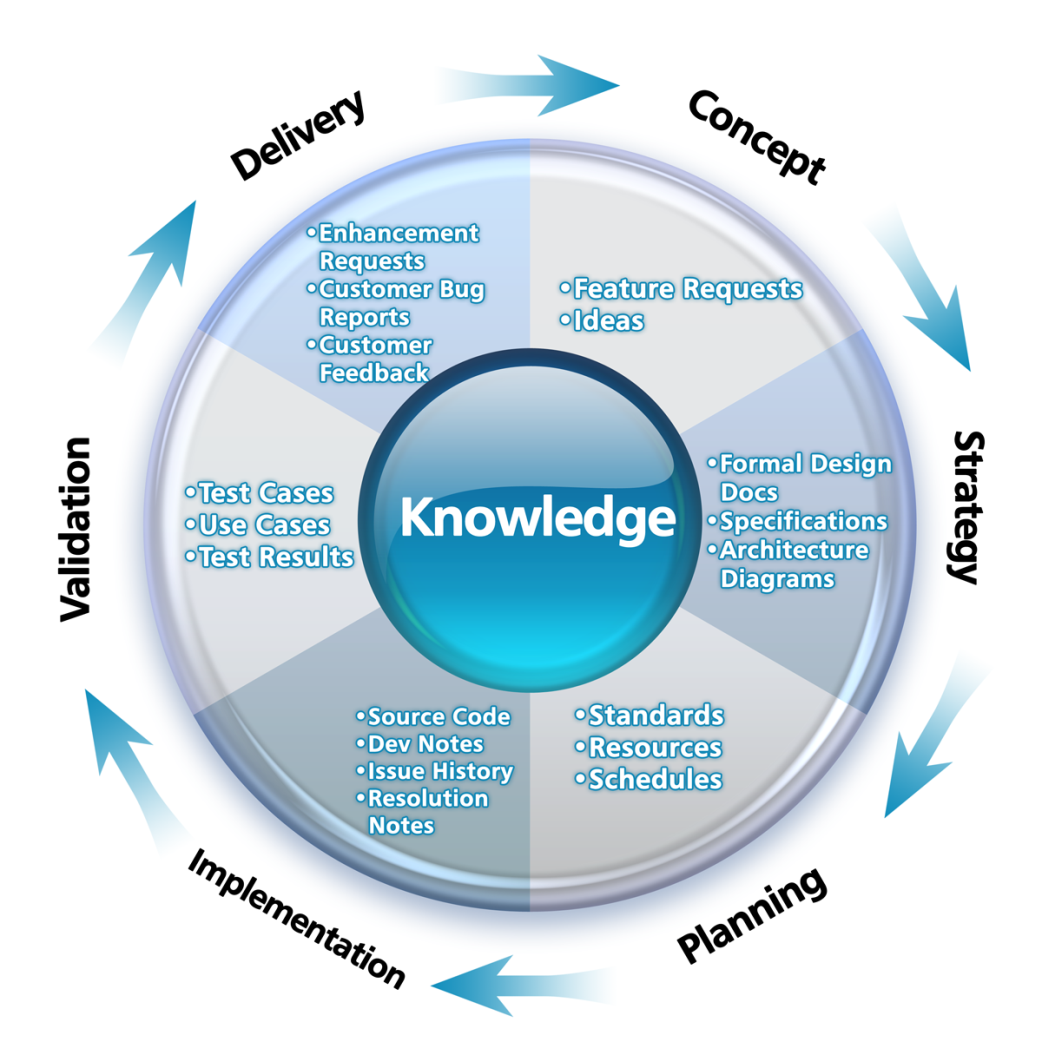 Delivery
Concept
Strategy
Planning
Implementation
Validation
•Enhancement
Requests
•Customer Bug
Reports
•Customer
Feedback
•Feature Requests
•Ideas
•Formal Design
Docs
•Specifications
•Architecture
Diagrams
•Standards
•Resources
•Schedules
•Source Code
•Dev Notes
•Issue History
•Resolution
Notes
•Test Cases
•Use Cases
•Test Results
Knowledge